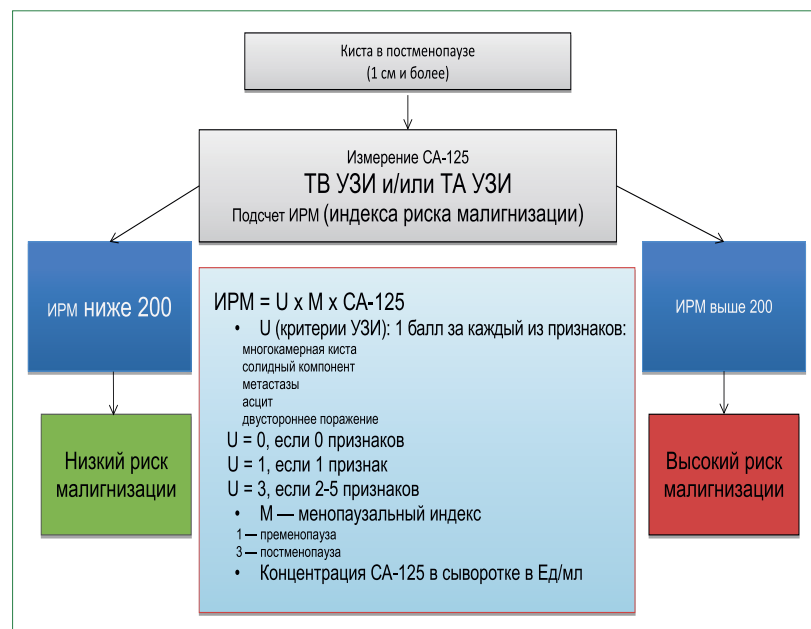 Киста в постменопаузе
(1 см и более)
Измерение СА-125
ТВ УЗИ и/или ТА УЗИ
Подсчет ИРМ (индекса риска малигнизации)
ИРМ ниже 200
ИРМ выше 200
ИРМ = U x М х СА-125
• U (критерии УЗИ): 1 балл за каждый из признаков:
многокамерная киста
солидный компонент
метастазы
асцит
двустороннее поражение
U = 0, если 0 признаков
U = 1, если 1 признак
U = 3, если 2-5 признаков
• М — менопаузальный индекс
1 — пременопауза
3 — постменопауза
• Концентрация СА-125 в сыворотке в Ед/мл
Низкий риск
малигнизации
Высокий риск
малигнизации